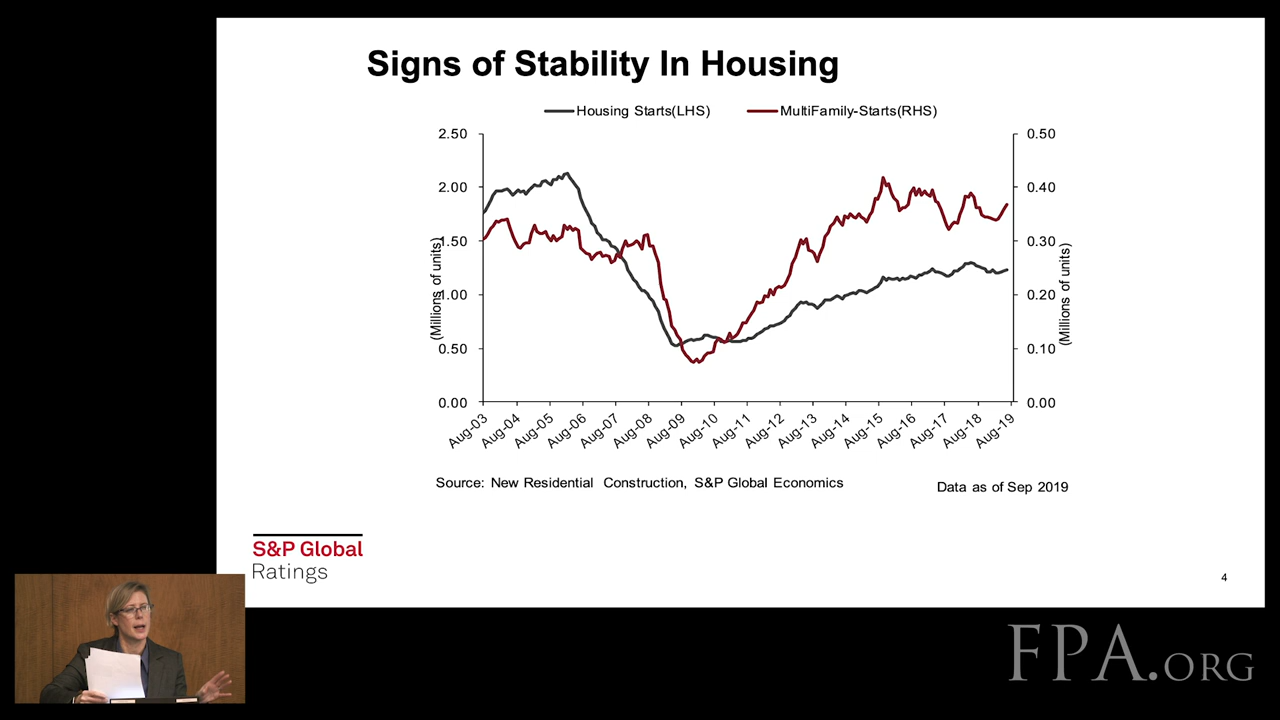 Signs of Stability In Housing
Housing Starts(LHS)
MultiFamily-Starts(RHS)
2.50
2.00
1.50
1.00
0.50
0.00
(Millions of units)
0.50
0.40
0.30
0.20
0.10
0.00
(Millions of units)
Aug-03
Aug-04
Aug-05
Aug-06
Aug-07
Aug-08
Aug-09
Aug-10
Aug-11
Aug-12
Aug-13
Aug-14
Aug-15
Aug-16
Aug-17
Aug-18
Aug-19
Source: New Residential Construction, S&P Global Economics
Data as of Sep 2019
S&P Global
Ratings
4
FPA.ORG